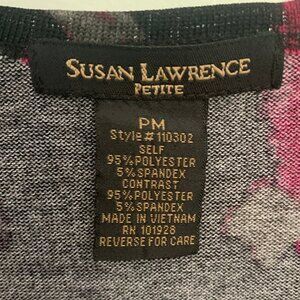 SUSAN LAWRENCE
PETITE
PM
Style # 110302
SELF
95% POLYESTER
5% SPANDEX
CONTRAST
95% POLYESTER
5% SPANDEX
MADE IN VIETNAM
RN 101928
REVERSE FOR CARE